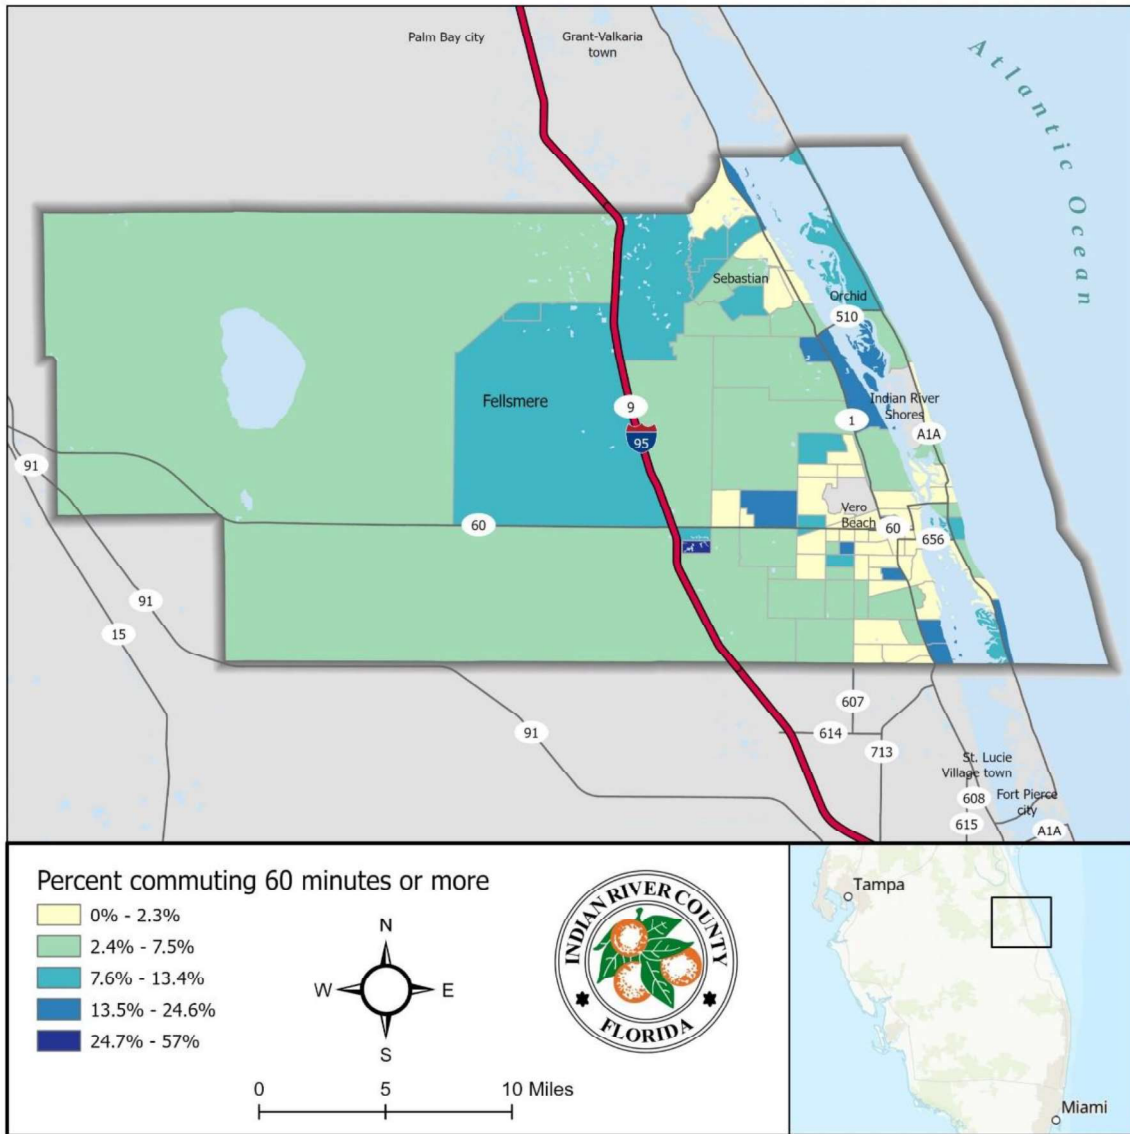 Palm Bay city
Grant-Valkaria
town
Atlantic Ocean
Sebastian
Orchid
510
Fellsmere
9
95
Indian River
Shores
1
A1A
91
Vero
Beach
60
60
656
91
15
91
607
614
713
St. Lucie
Village town
608
Fort Pierce
city
615
A1A
Percent commuting 60 minutes or more
0% - 2.3%
2.4% - 7.5%
7.6% - 13.4%
13.5% - 24.6%
24.7% - 57%
N
W
E
S
0
5
10 Miles
INDIAN RIVER COUNTY
FLORIDA
Tampa
Miami